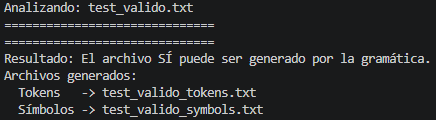 Analizando: test_valido.txt
==============================
==============================
Resultado: El archivo SÍ puede ser generado por la gramática.
Archivos generados:
  Tokens   -> test_valido_tokens.txt
  Símbolos -> test_valido_symbols.txt